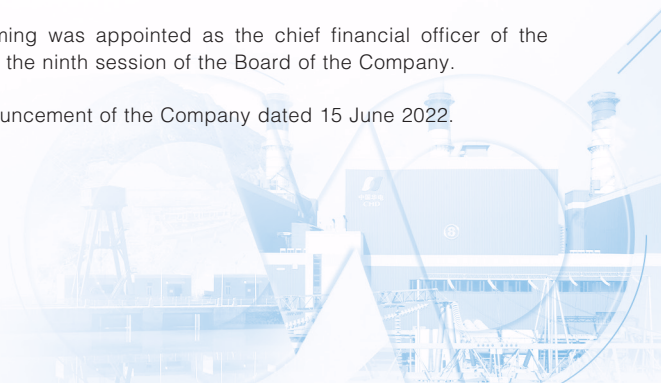 ming was appointed as the chief financial officer of the
the ninth session of the Board of the Company.
uncement of the Company dated 15 June 2022.